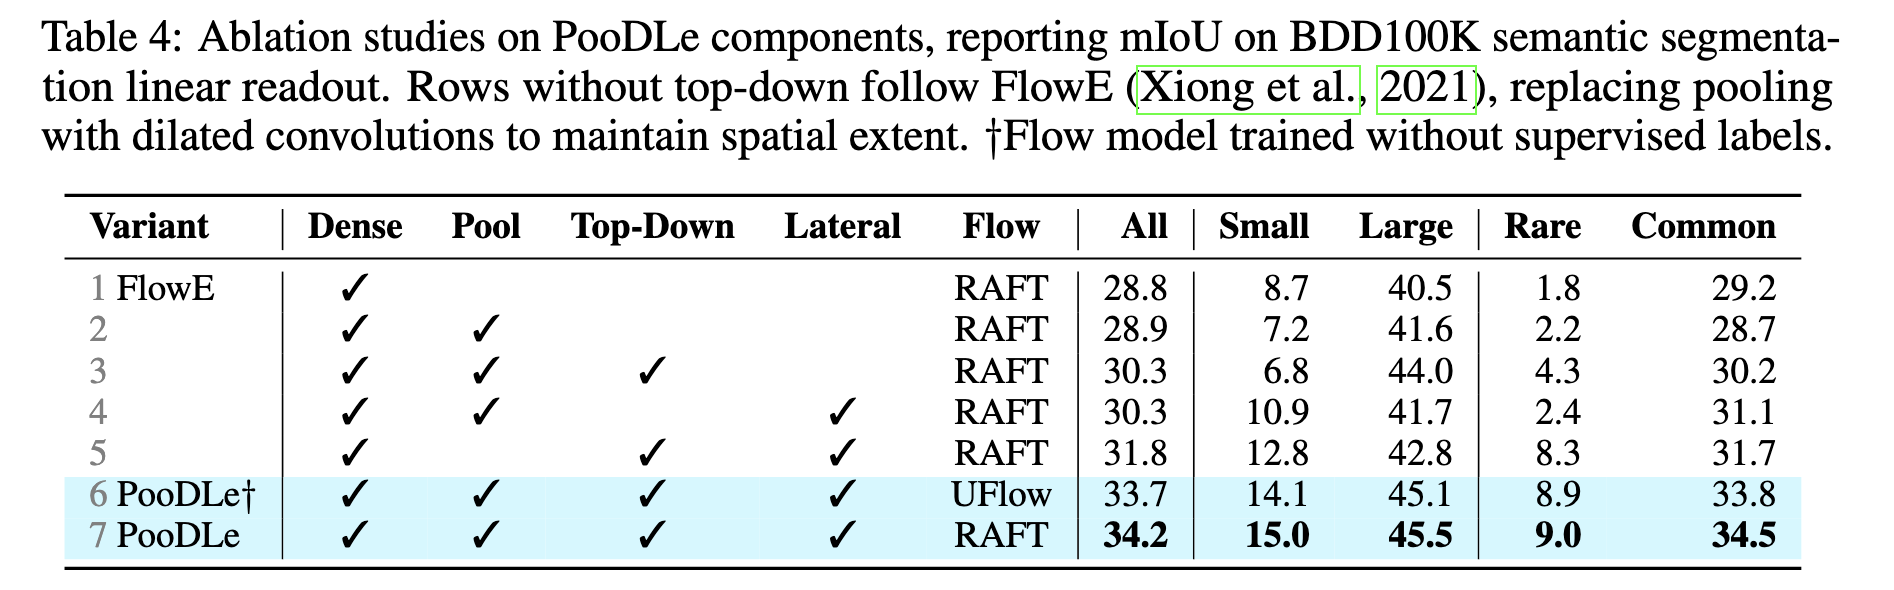 Table 4: Ablation studies on PooDLe components, reporting mIoU on BDD100K semantic segmenta-
tion linear readout. Rows without top-down follow FlowE (Xiong et al., 2021), replacing pooling
with dilated convolutions to maintain spatial extent. †Flow model trained without supervised labels.
Variant Dense Pool Top-Down Lateral Flow All Small Large Rare Common
1 FlowE ✓ RAFT 28.8 8.7 40.5 1.8 29.2
2 ✓ ✓ RAFT 28.9 7.2 41.6 2.2 28.7
3 ✓ ✓ ✓ RAFT 30.3 6.8 44.0 4.3 30.2
4 ✓ ✓ ✓ RAFT 30.3 10.9 41.7 2.4 31.1
5 ✓ ✓ ✓ RAFT 31.8 12.8 42.8 8.3 31.7
6 PooDLe† ✓ ✓ ✓ ✓ UFlow 33.7 14.1 45.1 8.9 33.8
7 PooDLe ✓ ✓ ✓ ✓ RAFT 34.2 15.0 45.5 9.0 34.5